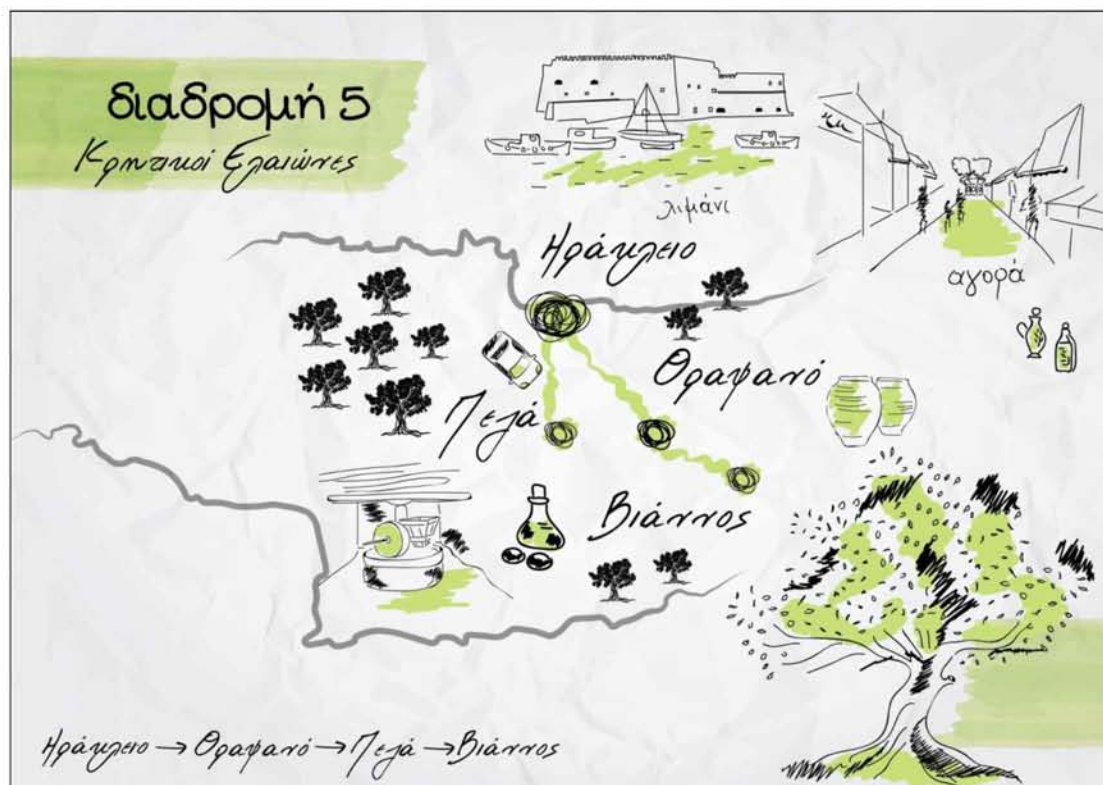 διαδρομή 5
Κρητικοί Ελαιώνες
λιμάνι
αγορά
Ηράκλειο
Θραψανό
Πεζά
Βιάννος
Ηράκλειο → Θραψανό → Πεζά → Βιάννος